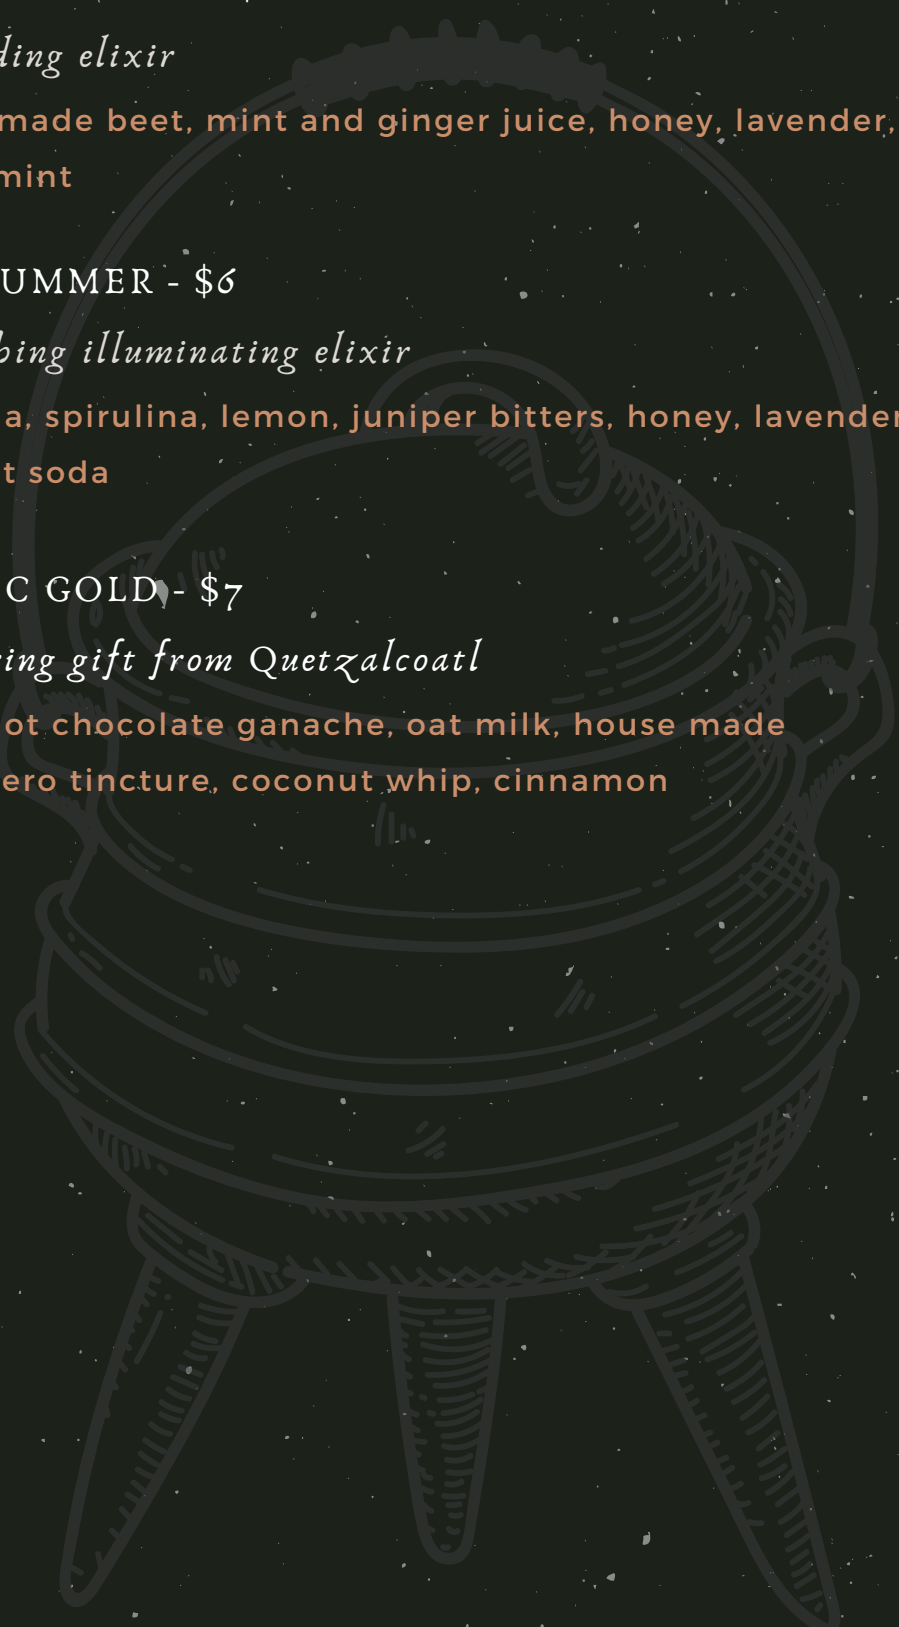 ding elixir
made beet, mint and ginger juice, honey, lavender,
mint
UMMER - $6
hing illuminating elixir
a, spirulina, lemon, juniper bitters, honey, lavender
t soda
C GOLD - $7
ing gift from Quetzalcoatl
ot chocolate ganache, oat milk, house made
ero tincture, coconut whip, cinnamon